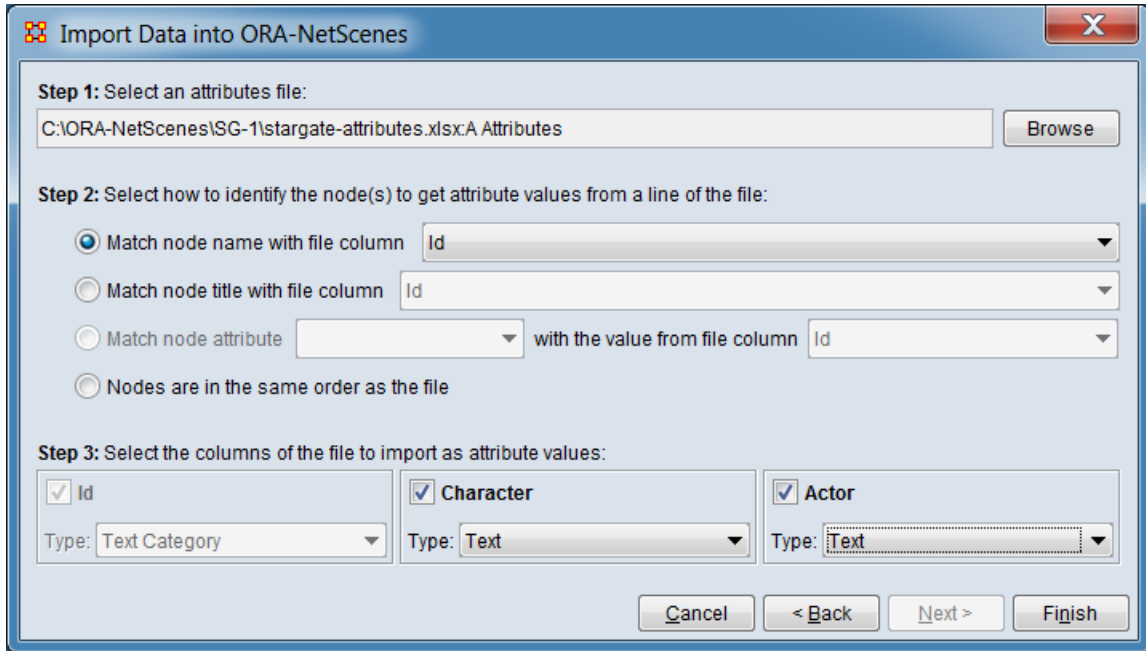 Import Data into ORA-NetScenes
X
Step 1: Select an attributes file:
C:\ORA-NetScenes\SG-1\stargate-attributes.xlsx:A Attributes
Browse
Step 2: Select how to identify the node(s) to get attribute values from a line of the file:
Match node name with file column Id
Match node title with file column Id
Match node attribute with the value from file column Id
Nodes are in the same order as the file
Step 3: Select the columns of the file to import as attribute values:
Id Character Actor
Type: Text Category Type: Text Type: Text
Cancel < Back Next > Finish